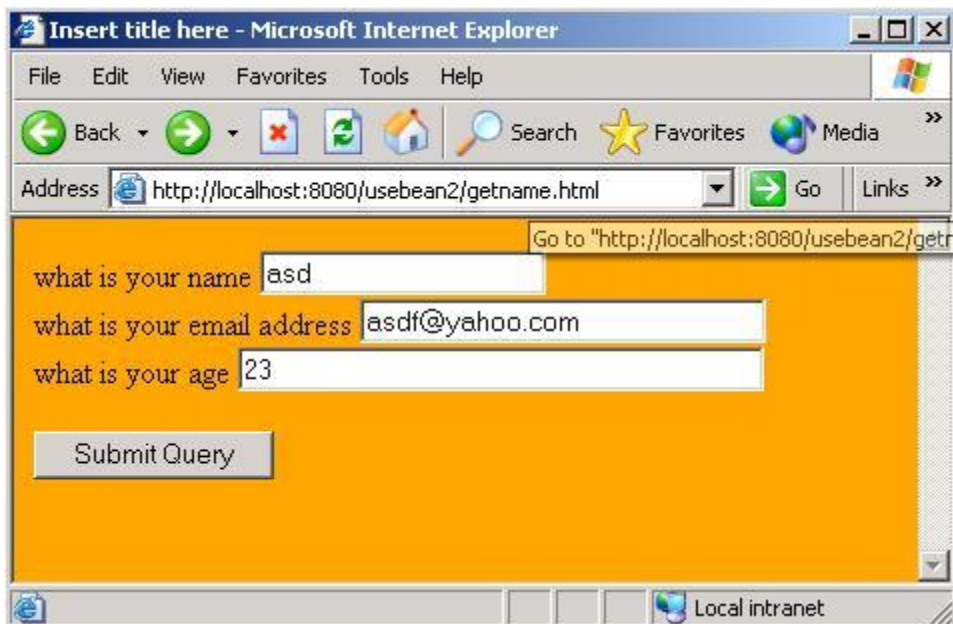 Insert title here - Microsoft Internet Explorer
File Edit View Favorites Tools Help
Back Search Favorites Media »
Address http://localhost:8080/usebean2/getname.html Go Links »
Go to "http://localhost:8080/usebean2/getr
what is your name asd
what is your email address asdf@yahoo.com
what is your age 23
Submit Query
Local intranet